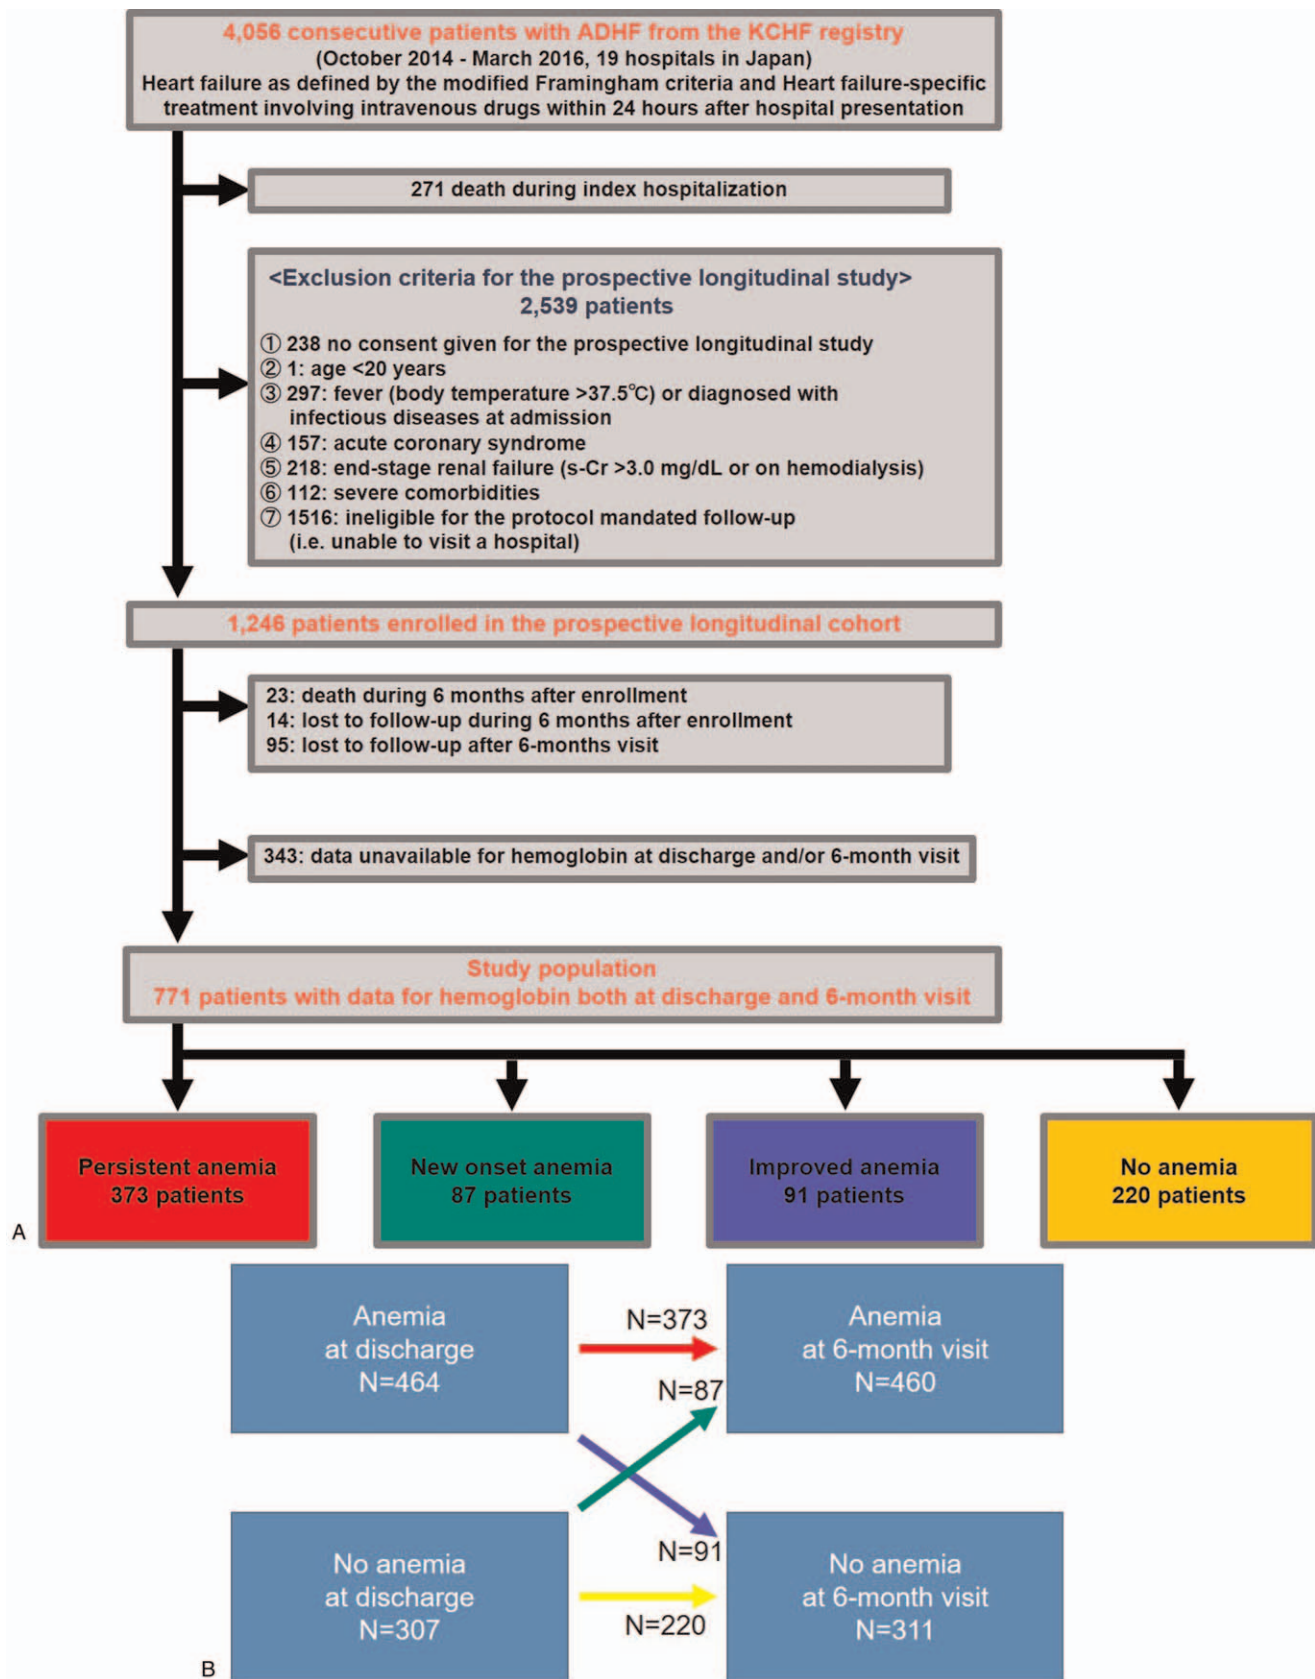 4,056 consecutive patients with ADHF from the KCHF registry
(October 2014 - March 2016, 19 hospitals in Japan)
Heart failure as defined by the modified Framingham criteria and Heart failure-specific
treatment involving intravenous drugs within 24 hours after hospital presentation
271 death during index hospitalization
<Exclusion criteria for the prospective longitudinal study>
2,539 patients
① 238 no consent given for the prospective longitudinal study
② 1: age <20 years
③ 297: fever (body temperature >37.5℃) or diagnosed with
infectious diseases at admission
④ 157: acute coronary syndrome
⑤ 218: end-stage renal failure (s-Cr >3.0 mg/dL or on hemodialysis)
⑥ 112: severe comorbidities
⑦ 1516: ineligible for the protocol mandated follow-up
(i.e. unable to visit a hospital)
1,246 patients enrolled in the prospective longitudinal cohort
23: death during 6 months after enrollment
14: lost to follow-up during 6 months after enrollment
95: lost to follow-up after 6-months visit
343: data unavailable for hemoglobin at discharge and/or 6-month visit
Study population
771 patients with data for hemoglobin both at discharge and 6-month visit
Persistent anemia
373 patients
New onset anemia
87 patients
Improved anemia
91 patients
No anemia
220 patients
A
Anemia
at discharge
N=464
N=373
N=87
Anemia
at 6-month visit
N=460
No anemia
at discharge
N=307
N=91
N=220
No anemia
at 6-month visit
N=311
B